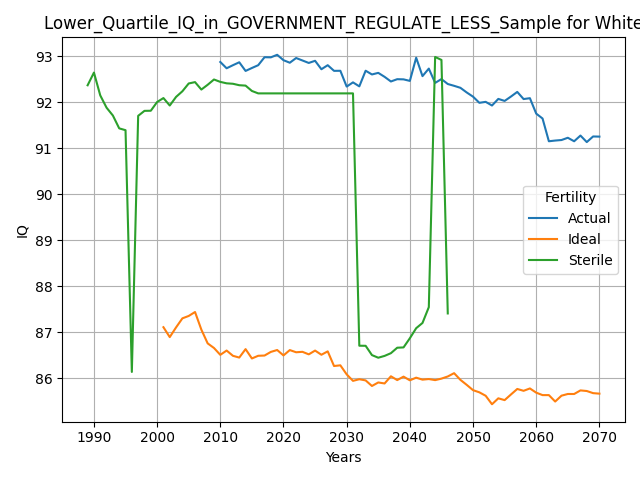 Lower_Quartile_IQ_in_GOVERNMENT_REGULATE_LESS_Sample for White
93
92
91
90
89
88
87
86
IQ
Fertility
Actual
Ideal
Sterile
1990 2000 2010 2020 2030 2040 2050 2060 2070
Years